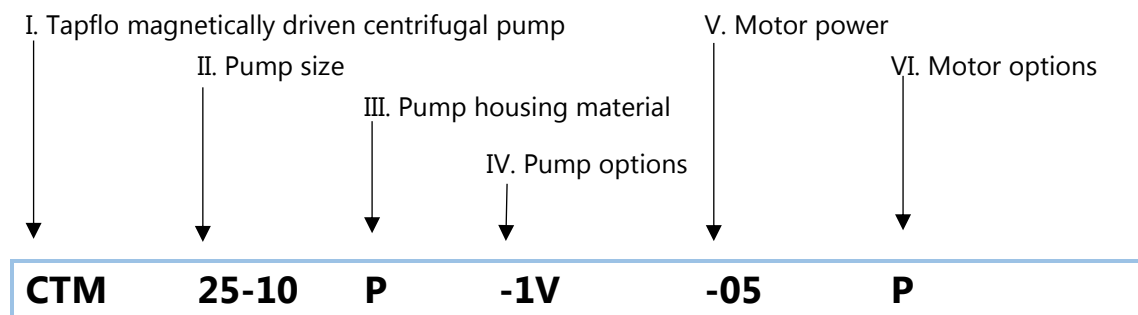 I. Tapflo magnetically driven centrifugal pump V. Motor power
II. Pump size VI. Motor options
III. Pump housing material
IV. Pump options
CTM 25-10 P -1V -05 P